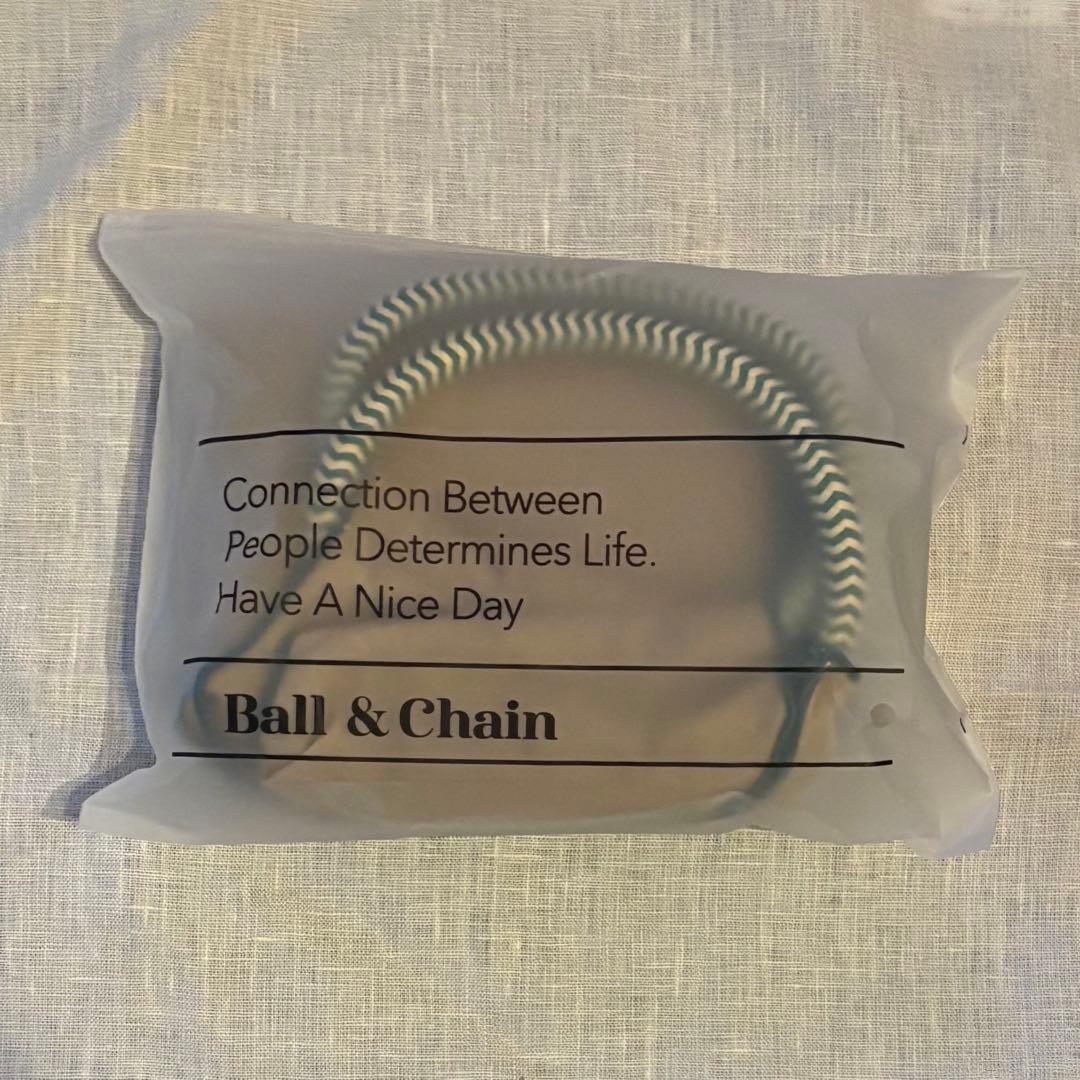 Connection Between
People Determines Life.
Have A Nice Day
Ball & Chain